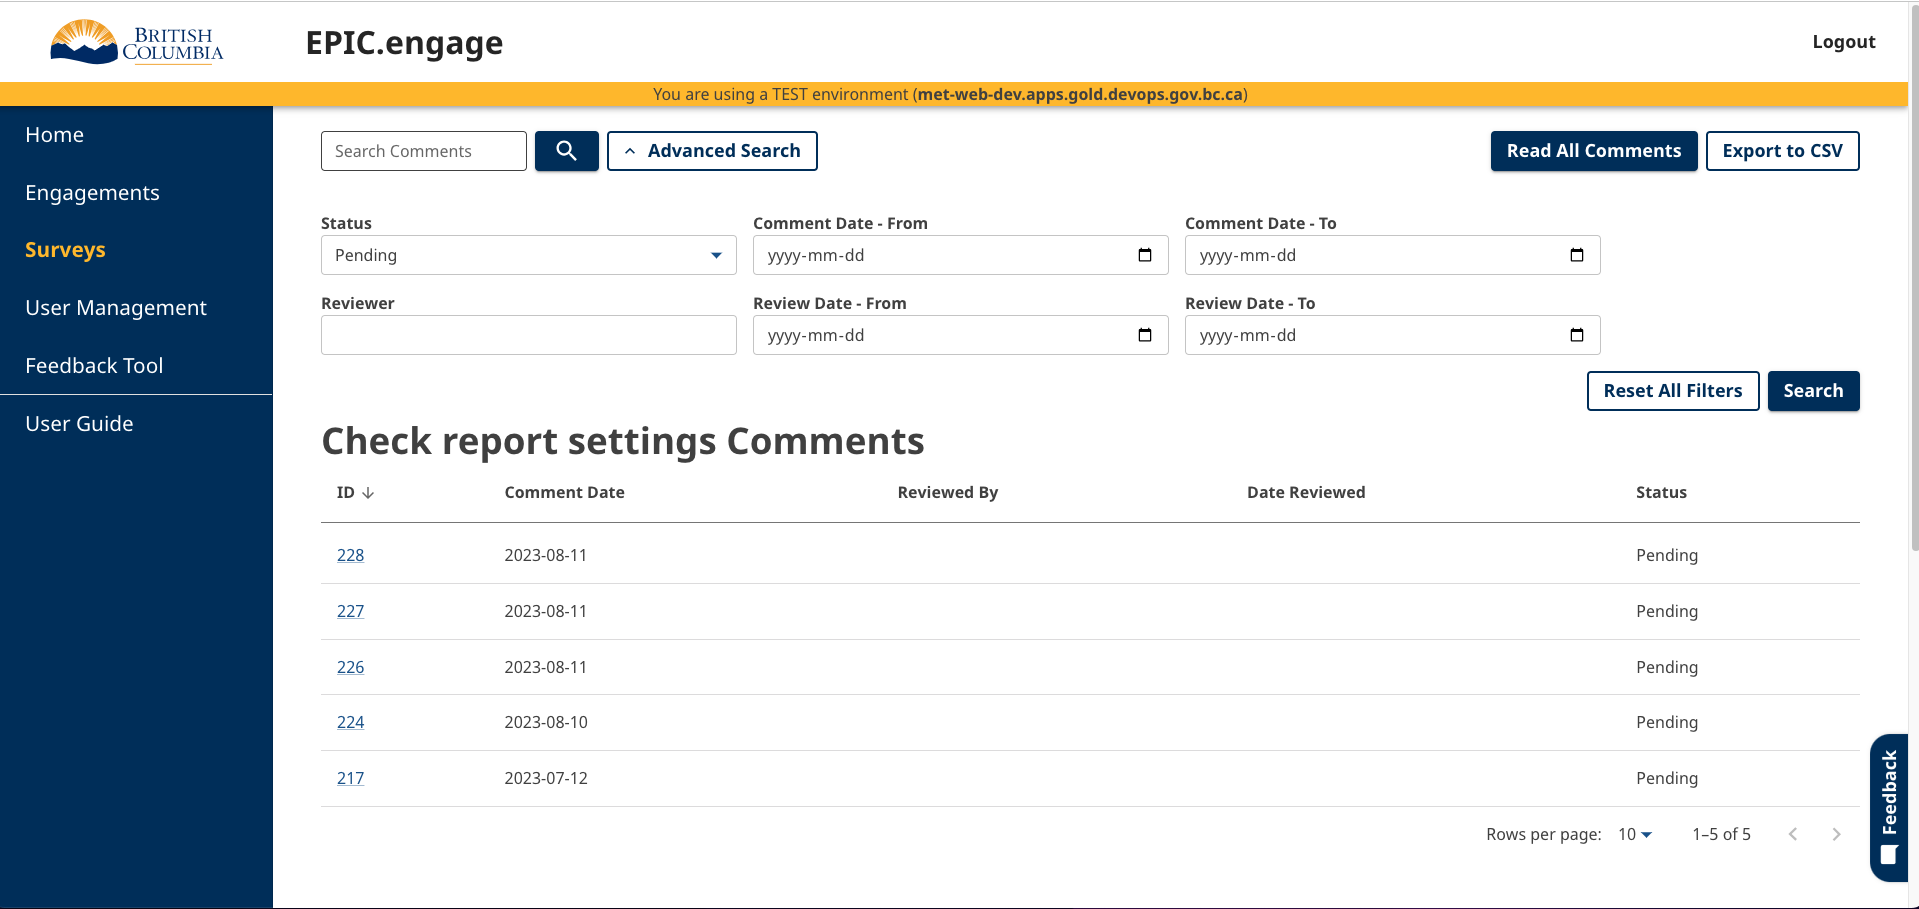 BRITISH
COLUMBIA
EPIC.engage
Logout
You are using a TEST environment (met-web-dev.apps.gold.devops.gov.bc.ca)
Home
Engagements
Surveys
User Management
Feedback Tool
User Guide
Search Comments
Advanced Search
Read All Comments
Export to CSV
Status
Comment Date - From
Comment Date - To
Pending
yyyy-mm-dd
yyyy-mm-dd
Reviewer
Review Date - From
Review Date - To
yyyy-mm-dd
yyyy-mm-dd
Reset All Filters
Search
Check report settings Comments
ID Comment Date Reviewed By Date Reviewed Status
228 2023-08-11 Pending
227 2023-08-11 Pending
226 2023-08-11 Pending
224 2023-08-10 Pending
217 2023-07-12 Pending
Rows per page: 10 1–5 of 5
Feedback